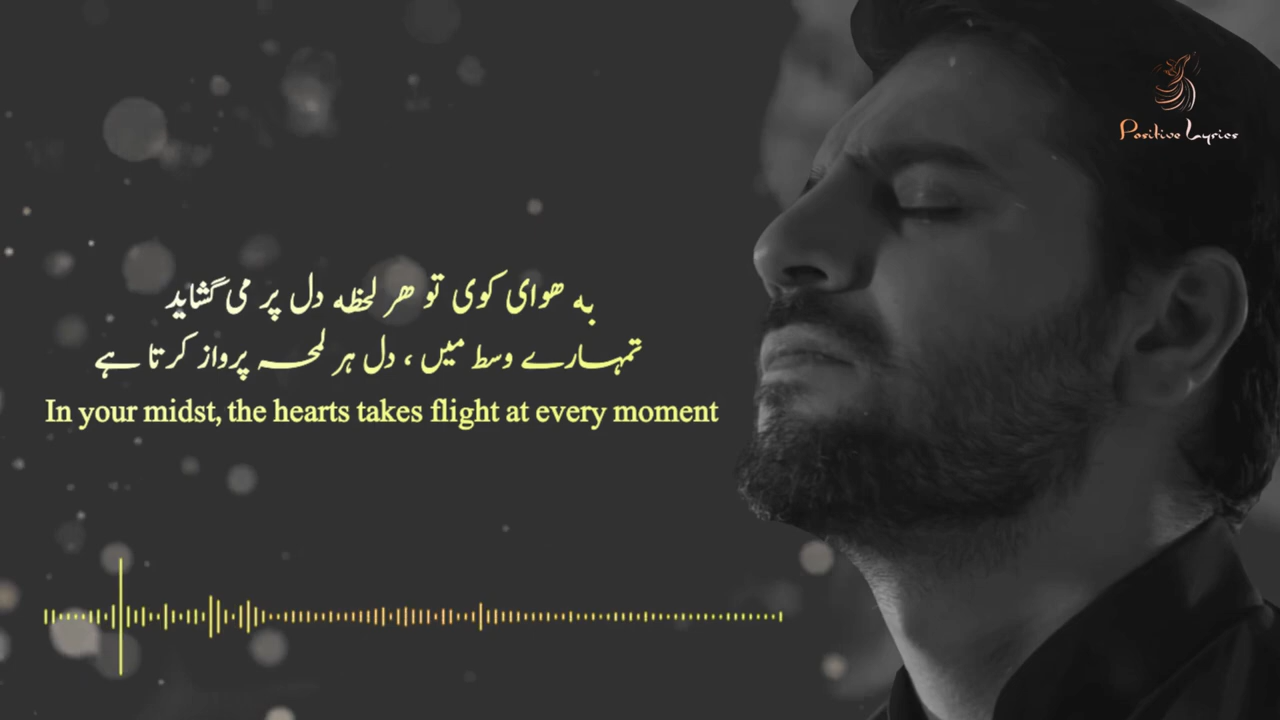 به هوای کوی تو هر لحظه دل پر می گشاید
تمہارے وسط میں ، دل ہر لمحہ پرواز کرتا ہے
In your midst, the hearts takes flight at every moment
Positive Lyrics